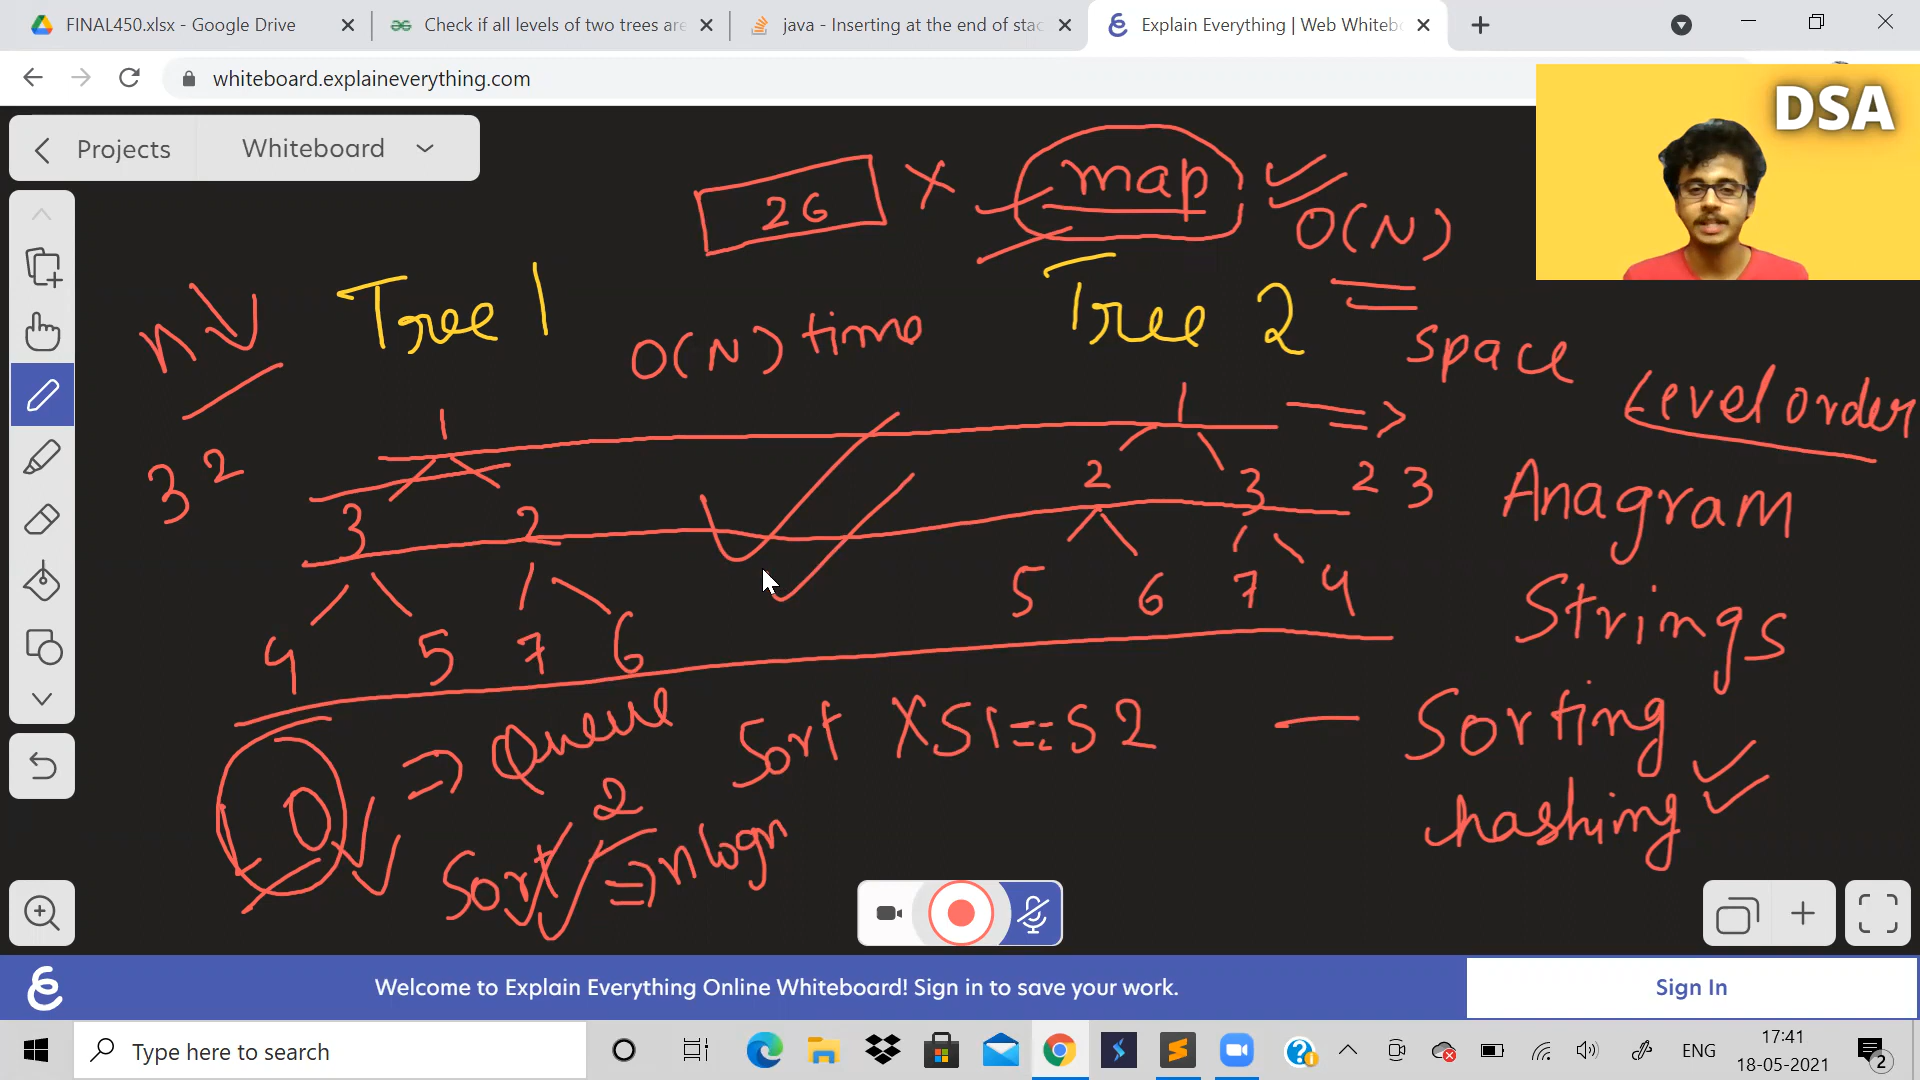 FINAL450.xlsx - Google Drive
Check if all levels of two trees are
java - Inserting at the end of stac
Explain Everything | Web Whitebo
whiteboard.explaineverything.com
DSA
Projects
Whiteboard
26 X map
O(N)
n
Tree 1
O(N) time
Tree 2
space
Level order
1
1 =>
3 2
3 2
2 3
2 3
Anagram
4 5 7 6
5 6 7 4
Strings
=> Queue
Sort X S1==S2
— Sorting
hashing
Sort 2 => nlogn
Welcome to Explain Everything Online Whiteboard! Sign in to save your work.
Sign In
Type here to search
ENG
17:41
18-05-2021
2